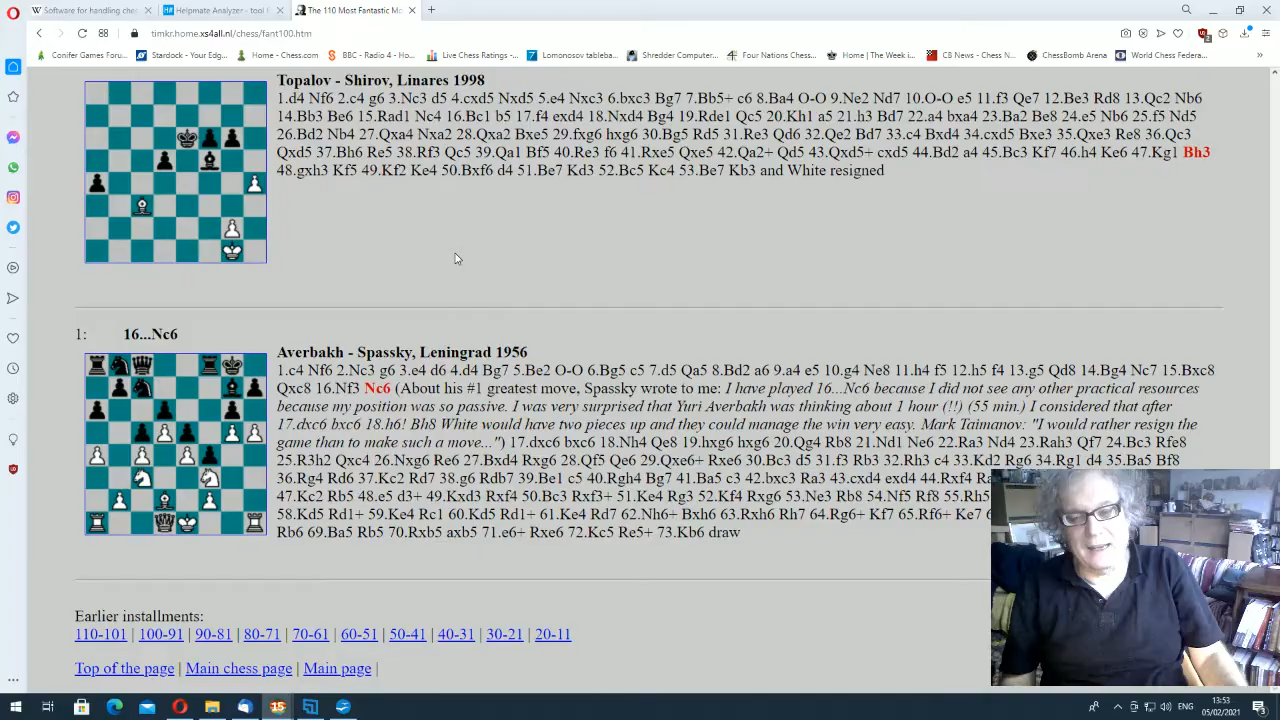 Software for handling ches
Helpmate Analyzer - tool f
The 110 Most Fantastic Mo
timkr.home.xs4all.nl/chess/fant100.htm
Conifer Games Foru...
Stardock - Your Edg...
Home - Chess.com
BBC - Radio 4 - Ho...
Live Chess Ratings -...
Lomonosov tableba...
Shredder Computer...
Four Nations Chess...
Home | The Week i...
CB News - Chess N...
ChessBomb Arena
World Chess Federa...
Topalov - Shirov, Linares 1998
1.d4 Nf6 2.c4 g6 3.Nc3 d5 4.cxd5 Nxd5 5.e4 Nxc3 6.bxc3 Bg7 7.Bb5+ c6 8.Ba4 O-O 9.Ne2 Nd7 10.O-O e5 11.f3 Qe7 12.Be3 Rd8 13.Qc2 Nb6
14.Bb3 Be6 15.Rad1 Nc4 16.Bc1 b5 17.f4 exd4 18.Nxd4 Bg4 19.Rde1 Qc5 20.Kh1 a5 21.h3 Bd7 22.a4 bxa4 23.Ba2 Be8 24.e5 Nb6 25.f5 Nd5
26.Bd2 Nb4 27.Qxa4 Nxa2 28.Qxa2 Bxe5 29.fxg6 hxg6 30.Bg5 Rd5 31.Re3 Qd6 32.Qe2 Bd7 33.c4 Bxd4 34.cxd5 Bxe3 35.Qxe3 Re8 36.Qc3
Qxd5 37.Bh6 Re5 38.Rf3 Qc5 39.Qa1 Bf5 40.Re3 f6 41.Rxe5 Qxe5 42.Qa2+ Qd5 43.Qxd5+ cxd5 44.Bd2 a4 45.Bc3 Kf7 46.h4 Ke6 47.Kg1 Bh3
48.gxh3 Kf5 49.Kf2 Ke4 50.Bxf6 d4 51.Be7 Kd3 52.Bc5 Kc4 53.Be7 Kb3 and White resigned
1: 16...Nc6
Averbakh - Spassky, Leningrad 1956
1.c4 Nf6 2.Nc3 g6 3.e4 d6 4.d4 Bg7 5.Be2 O-O 6.Bg5 c5 7.d5 Qa5 8.Bd2 a6 9.a4 e5 10.g4 Ne8 11.h4 f5 12.h5 f4 13.g5 Qd8 14.Bg4 Nc7 15.Bxc8
Qxc8 16.Nf3 Nc6 (About his #1 greatest move, Spassky wrote to me: I have played 16...Nc6 because I did not see any other practical resources
because my position was so passive. I was very surprised that Yuri Averbakh was thinking about 1 hour (!!) (55 min.) I considered that after
17.dxc6 bxc6 18.h6! Bh8 White would have two pieces up and they could manage the win very easy. Mark Taimanov: "I would rather resign the
game than to make such a move...") 17.dxc6 bxc6 18.Nh4 Qe8 19.hxg6 hxg6 20.Qg4 Rb8 21.Nd1 Ne6 22.Ra3 Nd4 23.Rah3 Qf7 24.Bc3 Rfe8
25.R3h2 Qxc4 26.Nxg6 Re6 27.Bxd4 Rxg6 28.Qf5 Qe6 29.Qxe6+ Rxe6 30.Bc3 d5 31.f3 Rb3 32.Rh3 c4 33.Kd2 Rg6 34.Rg1 d4 35.Ba5 Bf8
36.Rg4 Rd6 37.Kc2 Rd7 38.g6 Rdb7 39.Be1 c5 40.Rgh4 Bg7 41.Ba5 c3 42.bxc3 Ra3 43.cxd4 exd4 44.Rxf4 Ra
47.Kc2 Rb5 48.e5 d3+ 49.Kxd3 Rxf4 50.Bc3 Rxf3+ 51.Ke4 Rg3 52.Kf4 Rxg6 53.Ne3 Rb8 54.Nf5 Kf8 55.Rh5
58.Kd5 Rd1+ 59.Ke4 Rc1 60.Kd5 Rd1+ 61.Ke4 Rd7 62.Nh6+ Bxh6 63.Rxh6 Rh7 64.Rg6+ Kf7 65.Rf6+ Ke7 6
Rb6 69.Ba5 Rb5 70.Rxb5 axb5 71.e6+ Rxe6 72.Kc5 Re5+ 73.Kb6 draw
Earlier installments:
110-101 | 100-91 | 90-81 | 80-71 | 70-61 | 60-51 | 50-41 | 40-31 | 30-21 | 20-11
Top of the page | Main chess page | Main page |
ENG
13:53
05/02/2021